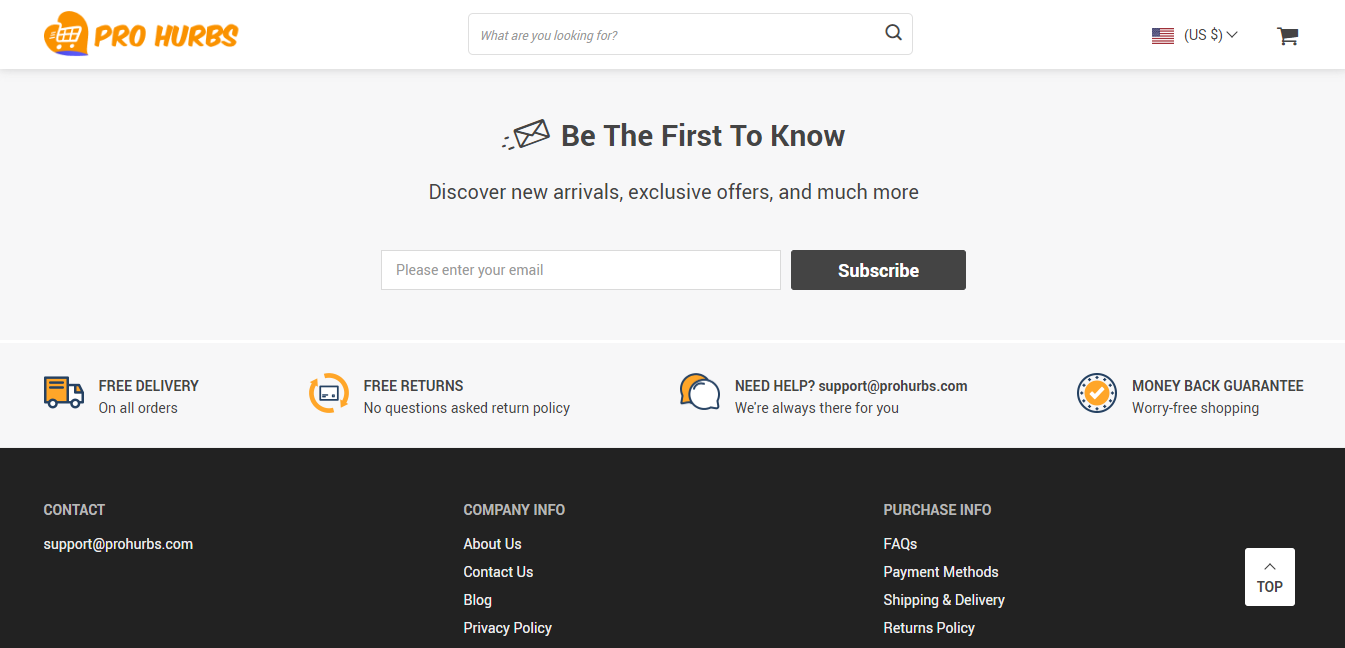 PRO HURBS
What are you looking for?
(US $)
Be The First To Know
Discover new arrivals, exclusive offers, and much more
Please enter your email
Subscribe
FREE DELIVERY
On all orders
FREE RETURNS
No questions asked return policy
NEED HELP? support@prohurbs.com
We're always there for you
MONEY BACK GUARANTEE
Worry-free shopping
CONTACT
support@prohurbs.com
COMPANY INFO
About Us
Contact Us
Blog
Privacy Policy
PURCHASE INFO
FAQs
Payment Methods
Shipping & Delivery
Returns Policy
TOP